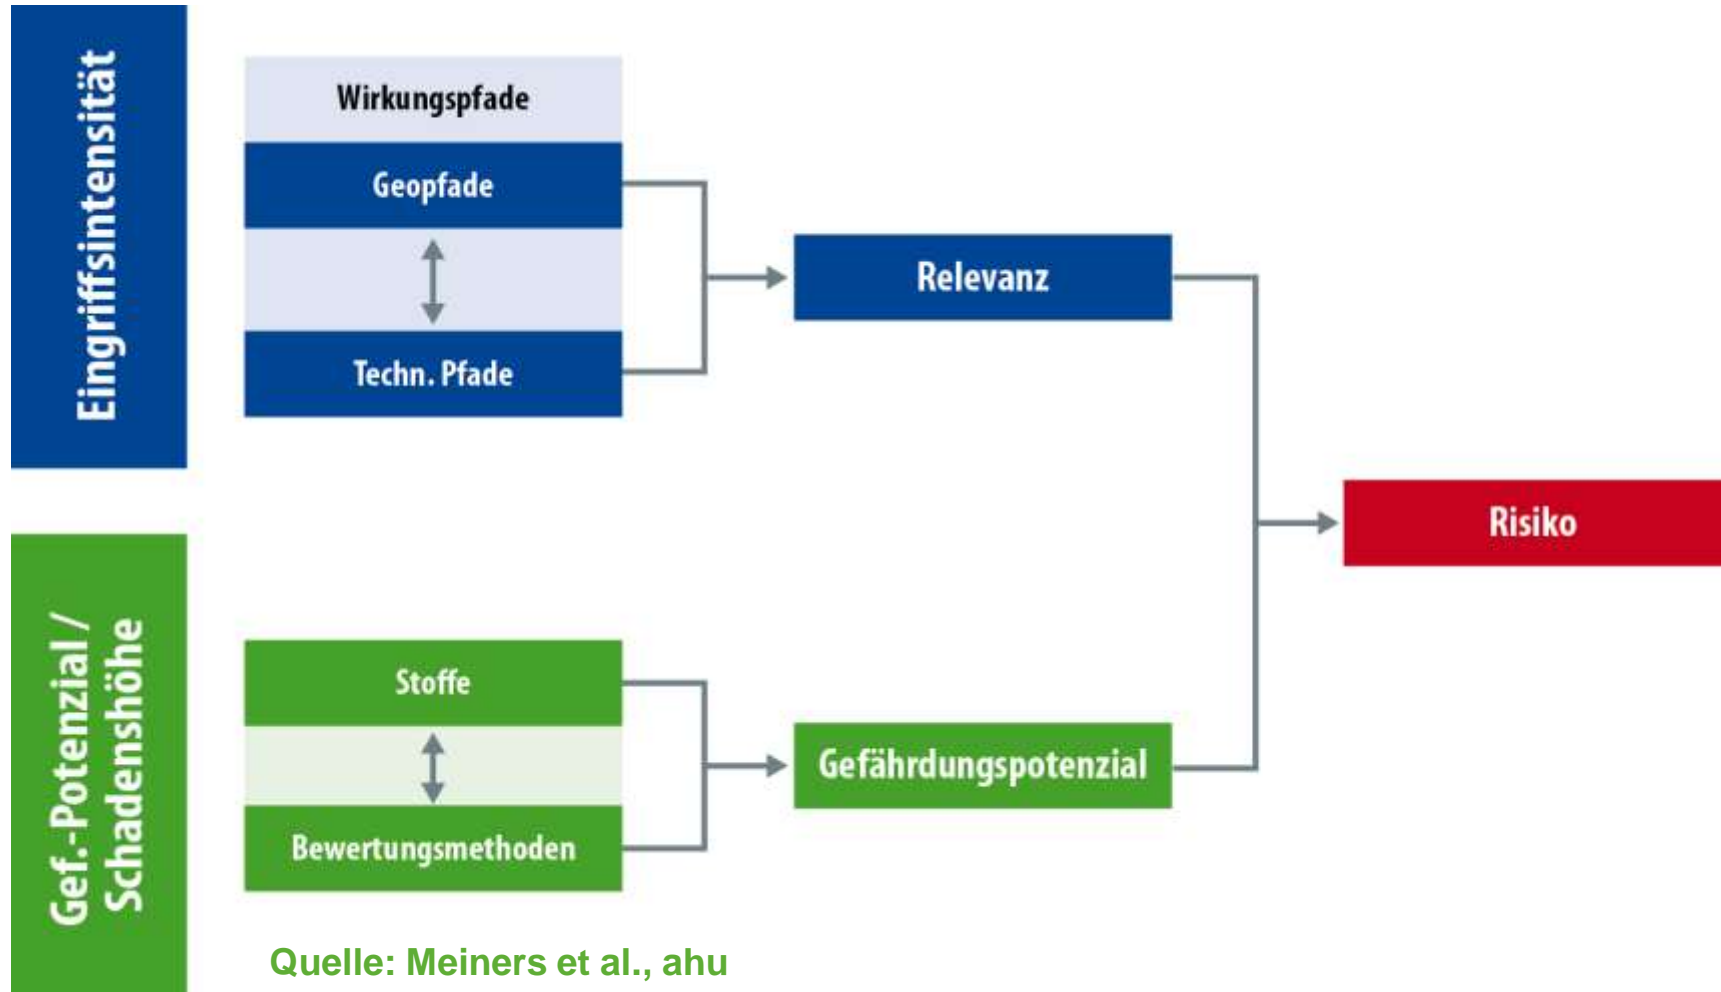 Eingriffsintensität
Wirkungspfade
Geopfade
Techn. Pfade
Relevanz
Risiko
Gef.-Potenzial /
Schadenshöhe
Stoffe
Bewertungsmethoden
Gefährdungspotenzial
Quelle: Meiners et al., ahu